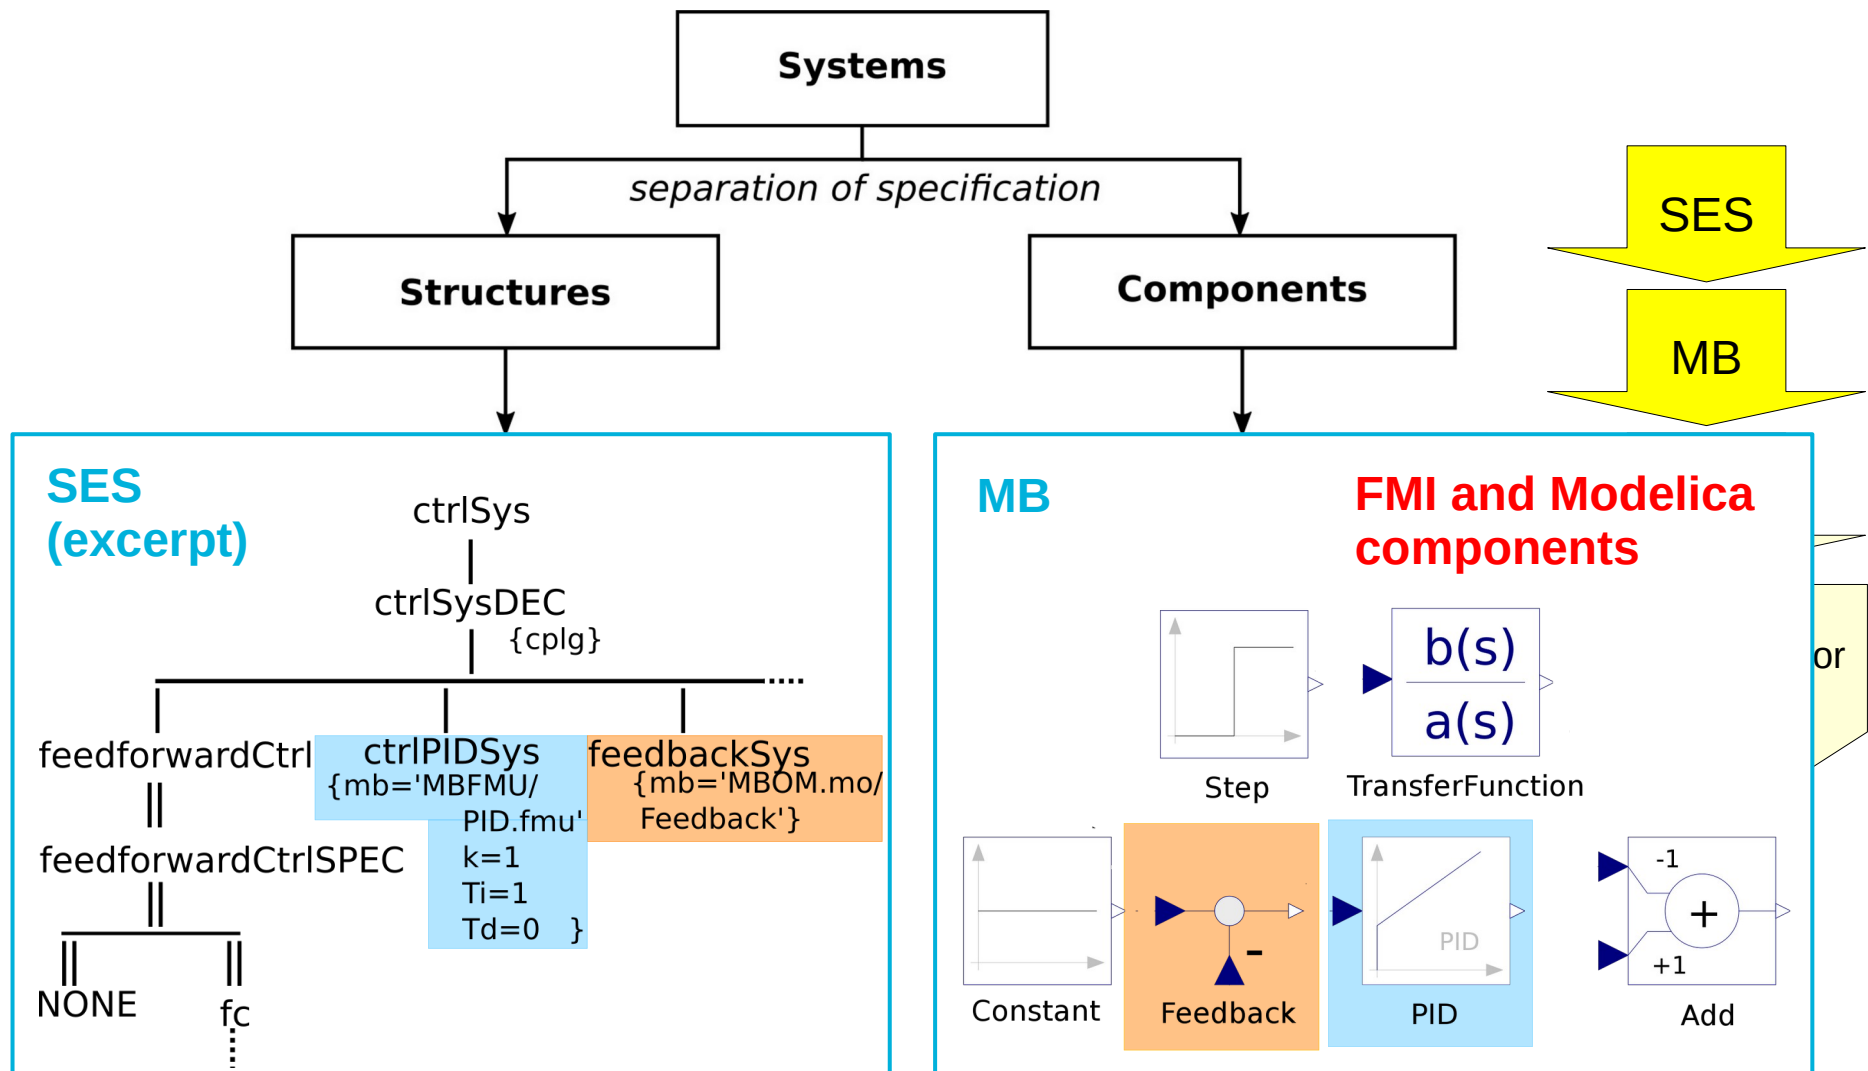 Systems
separation of specification
Structures
Components
SES
MB
SES
(excerpt)
ctrlSys
ctrlSysDEC
{cplg}
feedforwardCtrl
ctrlPIDSys
{mb='MBFMU/
PID.fmu'
k=1
Ti=1
Td=0 }
feedbackSys
{mb='MBOM.mo/
Feedback'}
feedforwardCtrlSPEC
NONE
fc
MB
FMI and Modelica
components
b(s)
a(s)
Step
TransferFunction
Constant
-
Feedback
PID
PID
-1
+
+1
Add
or